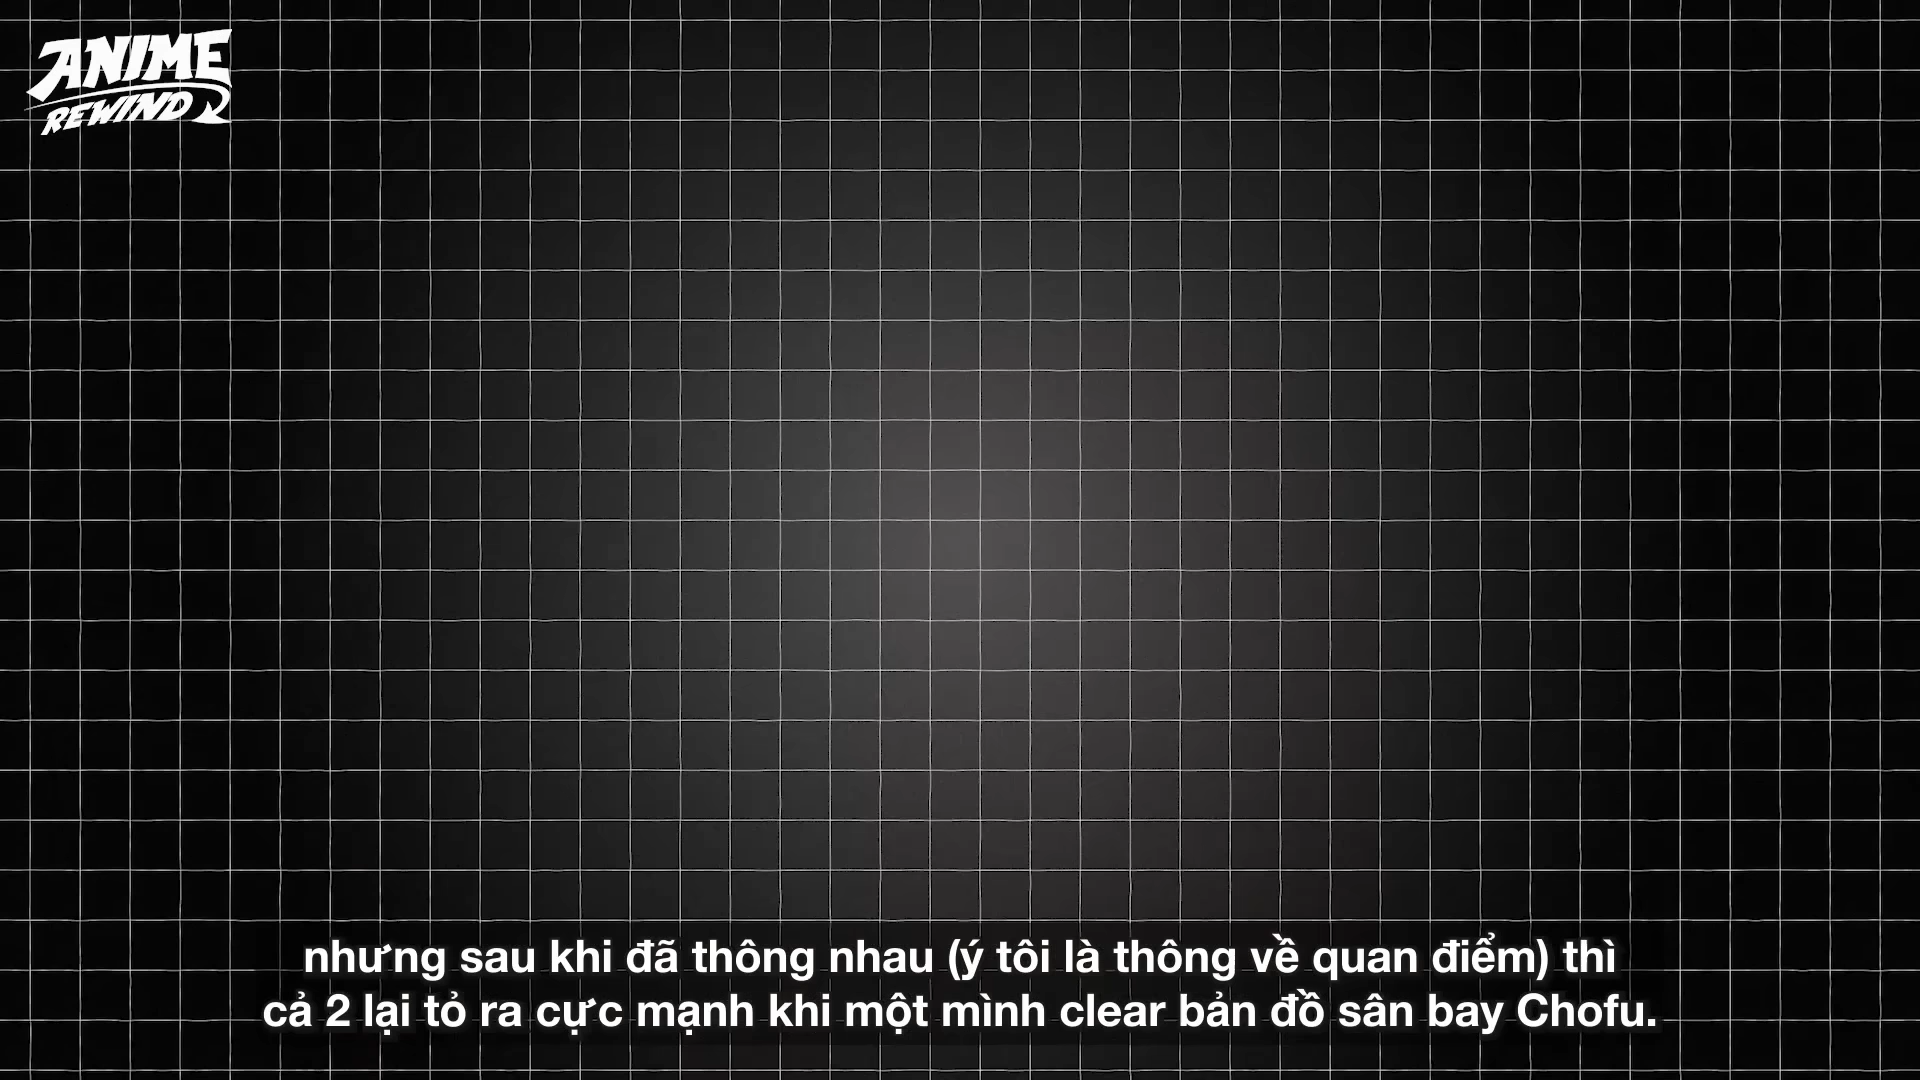 ANIME
REWIND
nhưng sau khi đã thông nhau (ý tôi là thông về quan điểm) thì
cả 2 lại tỏ ra cực mạnh khi một mình clear bản đồ sân bay Chofu.